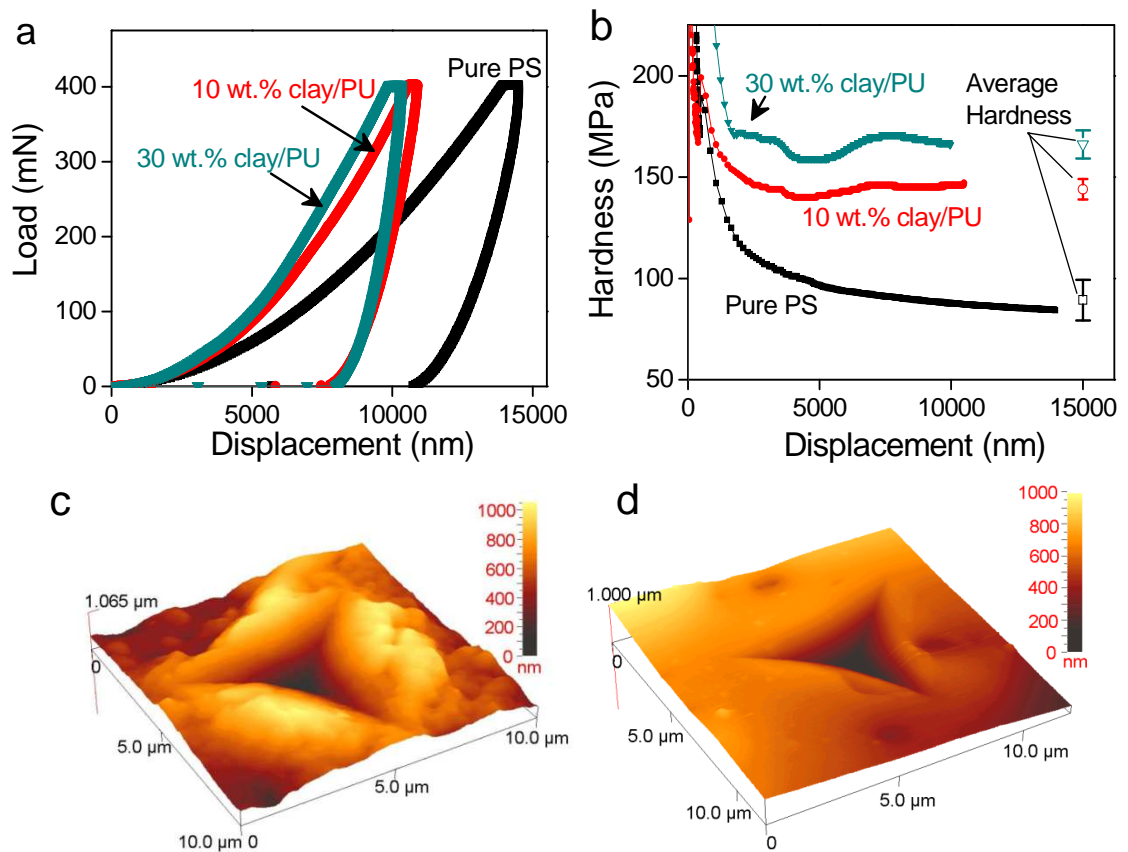 a
Load (mN)
400
300
200
100
0
0
5000
10000
15000
Displacement (nm)
Pure PS
10 wt.% clay/PU
30 wt.% clay/PU
b
Hardness (MPa)
200
150
100
50
0
5000
10000
15000
Displacement (nm)
30 wt.% clay/PU
10 wt.% clay/PU
Pure PS
Average
Hardness
c
1000
800
600
400
200
0
nm
1.065 µm
0
5.0 µm
10.0 µm
0
5.0 µm
10.0 µm
d
1000
800
600
400
200
0
nm
1.000 µm
0
5.0 µm
10.0 µm
0
5.0 µm
10.0 µm